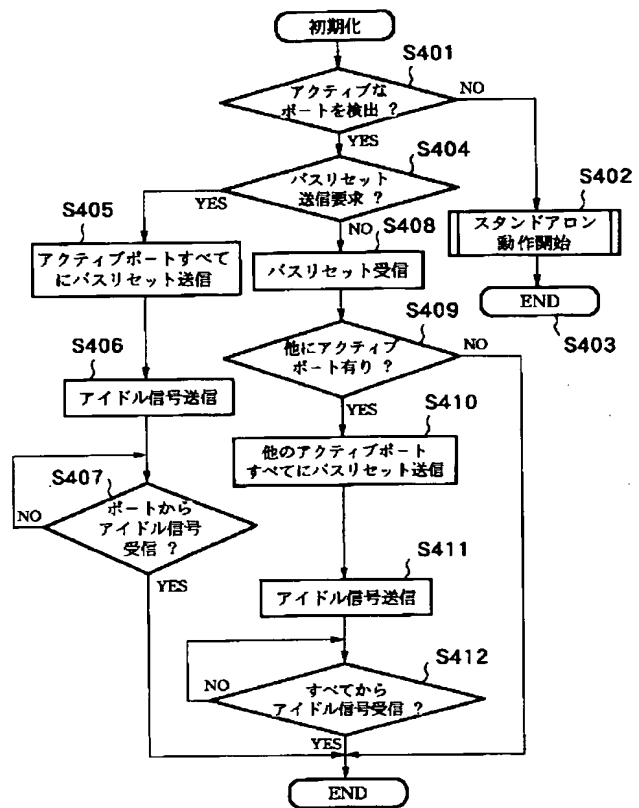 初期化
S401
アクティブな
ポートを検出 ?
NO
YES
S404
バスリセット
送信要求 ?
YES
NO
S402
スタンドアロン
動作開始
END
S403
S405
アクティブポートすべて
にバスリセット送信
S408
バスリセット受信
S409
他にアクティブ
ポート有り ?
NO
YES
S406
アイドル信号送信
S410
他のアクティブポート
すべてにバスリセット送信
S407
ポートから
アイドル信号
受信 ?
NO
YES
S411
アイドル信号送信
S412
すべてから
アイドル信号受信 ?
NO
YES
END